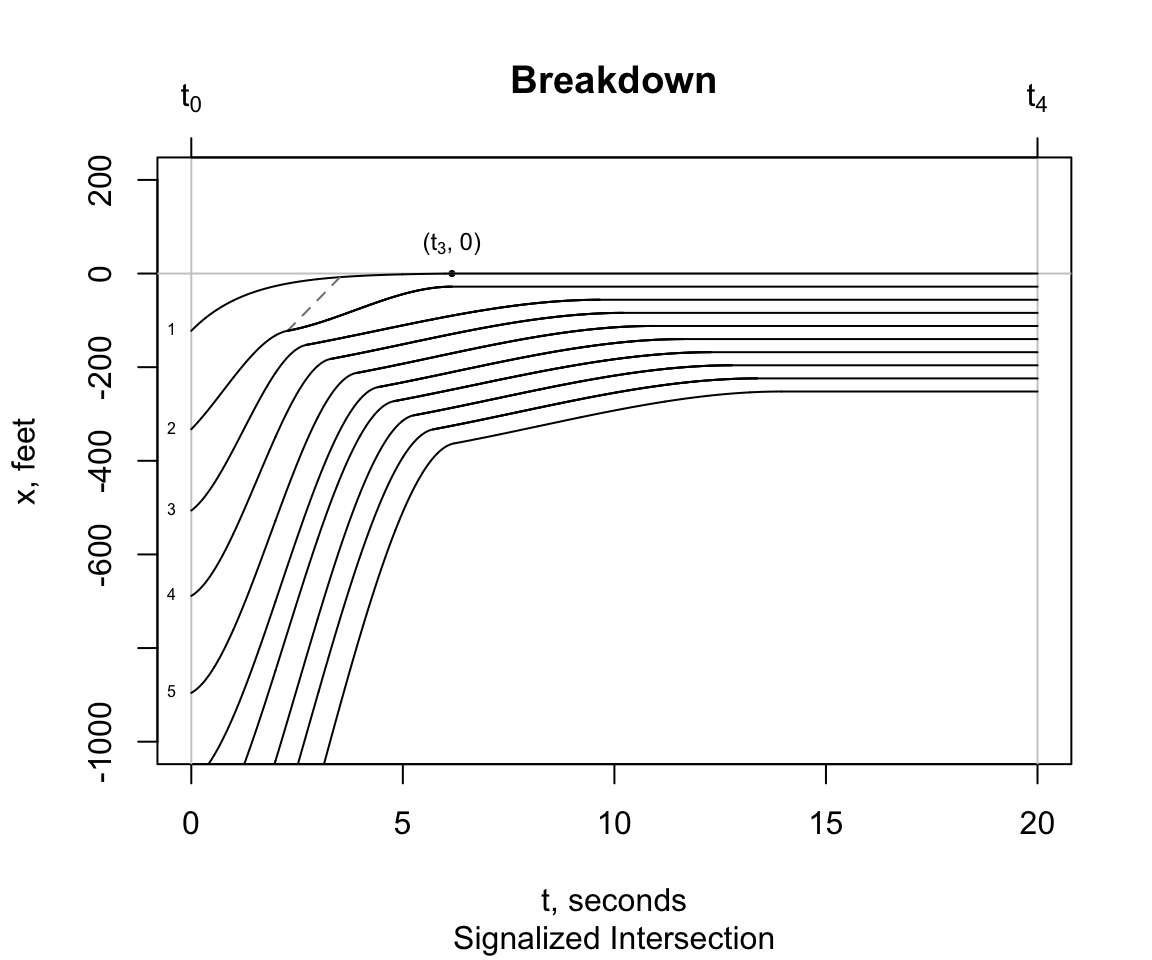 Breakdown
t₀
t₄
200
0
-200
-400
-600
-1000
x, feet
(t₃, 0)
1
2
3
4
5
0
5
10
15
20
t, seconds
Signalized Intersection